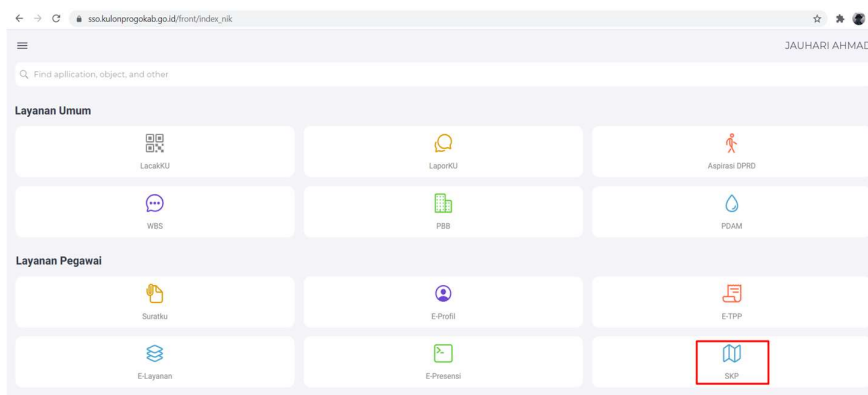 sso.kulonprogokab.go.id/front/index_nik
JAUHARI AHMAD
Find apllication, object, and other
Layanan Umum
LacakKU
LaporKU
Aspirasi DPRD
WBS
PBB
PDAM
Layanan Pegawai
Suratku
E-Profil
E-TPP
E-Layanan
E-Presensi
SKP